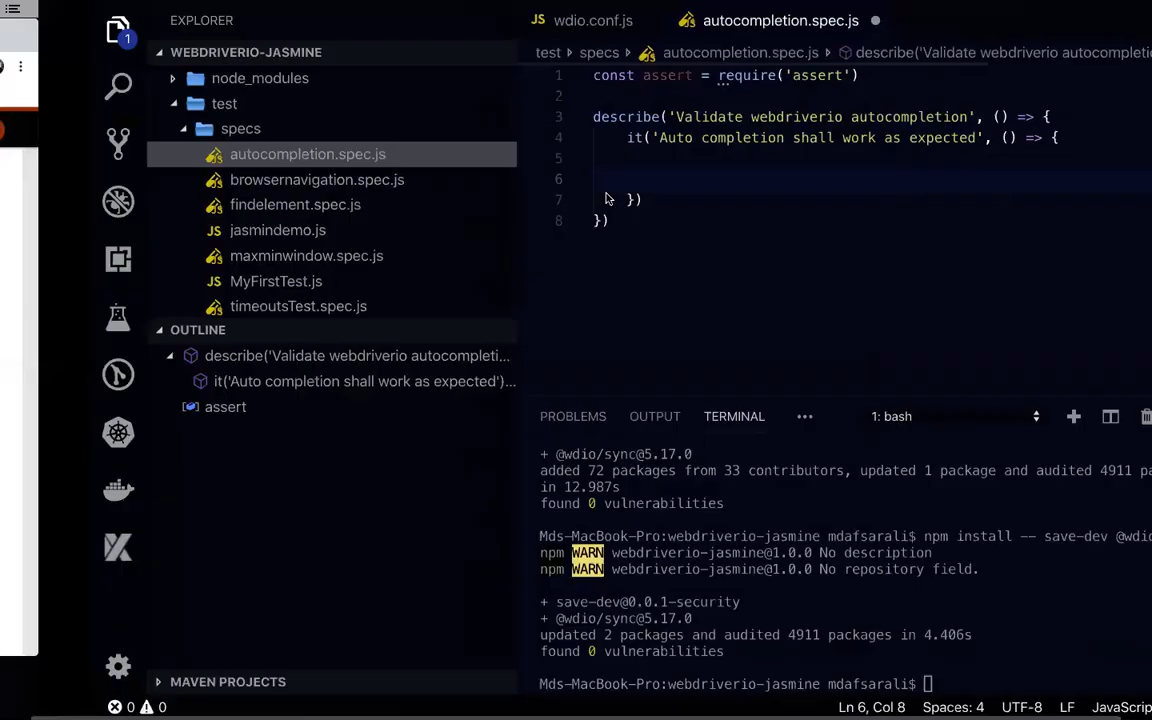 EXPLORER
1
WEBDRIVERIO-JASMINE
node_modules
test
specs
autocompletion.spec.js
browsernavigation.spec.js
findelement.spec.js
JS jasmindemo.js
maxminwindow.spec.js
JS MyFirstTest.js
timeoutsTest.spec.js
OUTLINE
describe('Validate webdriverio autocompleti...
it('Auto completion shall work as expected')...
assert
MAVEN PROJECTS
JS wdio.conf.js
autocompletion.spec.js
test > specs > autocompletion.spec.js > describe('Validate webdriverio autocompletio
1 const assert = require('assert')
2
3 describe('Validate webdriverio autocompletion', () => {
4 it('Auto completion shall work as expected', () => {
5
6
7 })
8 })
PROBLEMS OUTPUT TERMINAL ... 1: bash
+ @wdio/sync@5.17.0
added 72 packages from 33 contributors, updated 1 package and audited 4911 p
in 12.987s
found 0 vulnerabilities
Mds-MacBook-Pro:webdriverio-jasmine mdafsarali$ npm install -- save-dev @wdio
npm WARN webdriverio-jasmine@1.0.0 No description
npm WARN webdriverio-jasmine@1.0.0 No repository field.
+ save-dev@0.0.1-security
+ @wdio/sync@5.17.0
updated 2 packages and audited 4911 packages in 4.406s
found 0 vulnerabilities
Mds-MacBook-Pro:webdriverio-jasmine mdafsarali$
0 0 Ln 6, Col 8 Spaces: 4 UTF-8 LF JavaScrip